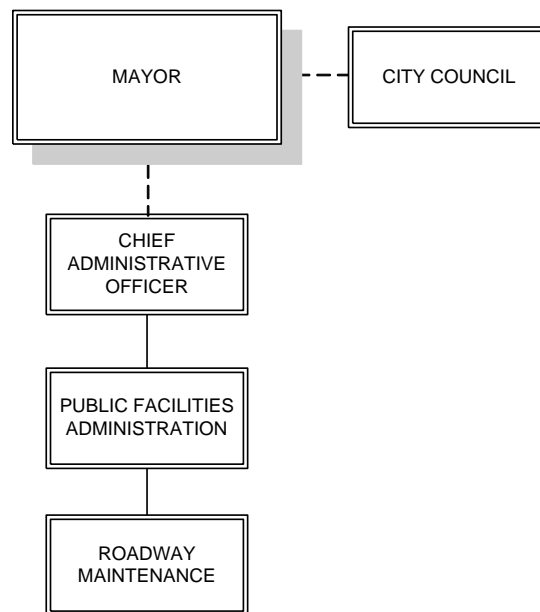 MAYOR
CITY COUNCIL
CHIEF
ADMINISTRATIVE
OFFICER
PUBLIC FACILITIES
ADMINISTRATION
ROADWAY
MAINTENANCE